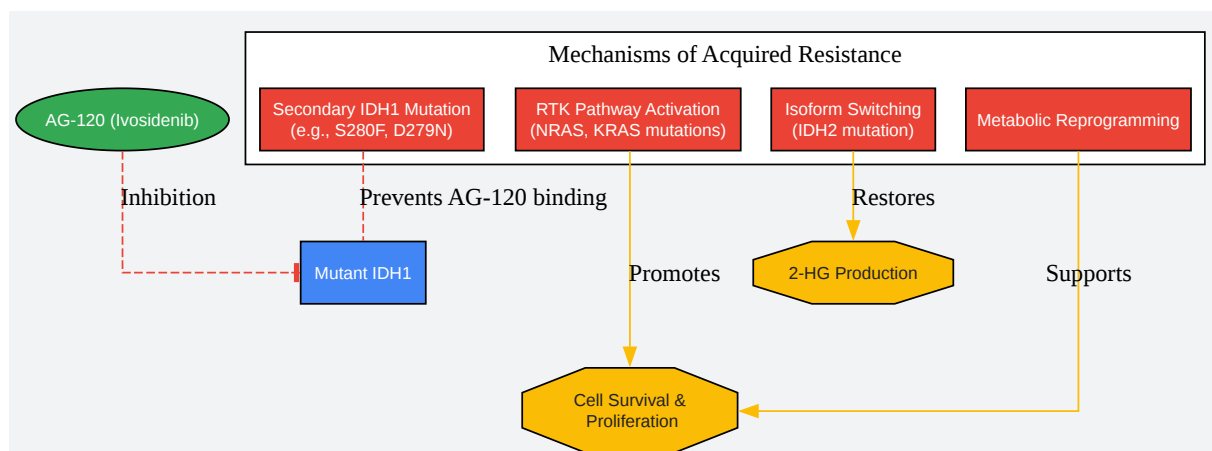 Mechanisms of Acquired Resistance
AG-120 (Ivosidenib)
Secondary IDH1 Mutation
(e.g., S280F, D279N)
RTK Pathway Activation
(NRAS, KRAS mutations)
Isoform Switching
(IDH2 mutation)
Metabolic Reprogramming
Inhibition
Prevents AG-120 binding
Restores
Mutant IDH1
Promotes
2-HG Production
Supports
Cell Survival &
Proliferation